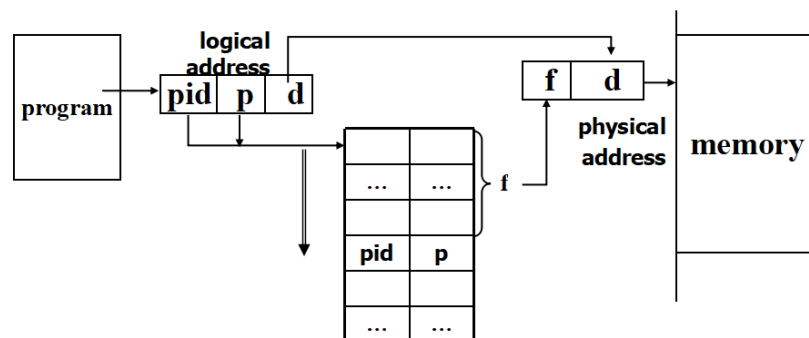 logical
address
program
pid p d
f d
physical
address
memory
... ...
f
pid p
... ...